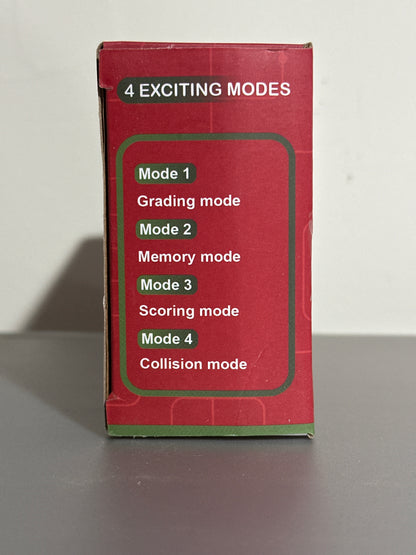 4 EXCITING MODES
Mode 1
Grading mode
Mode 2
Memory mode
Mode 3
Scoring mode
Mode 4
Collision mode